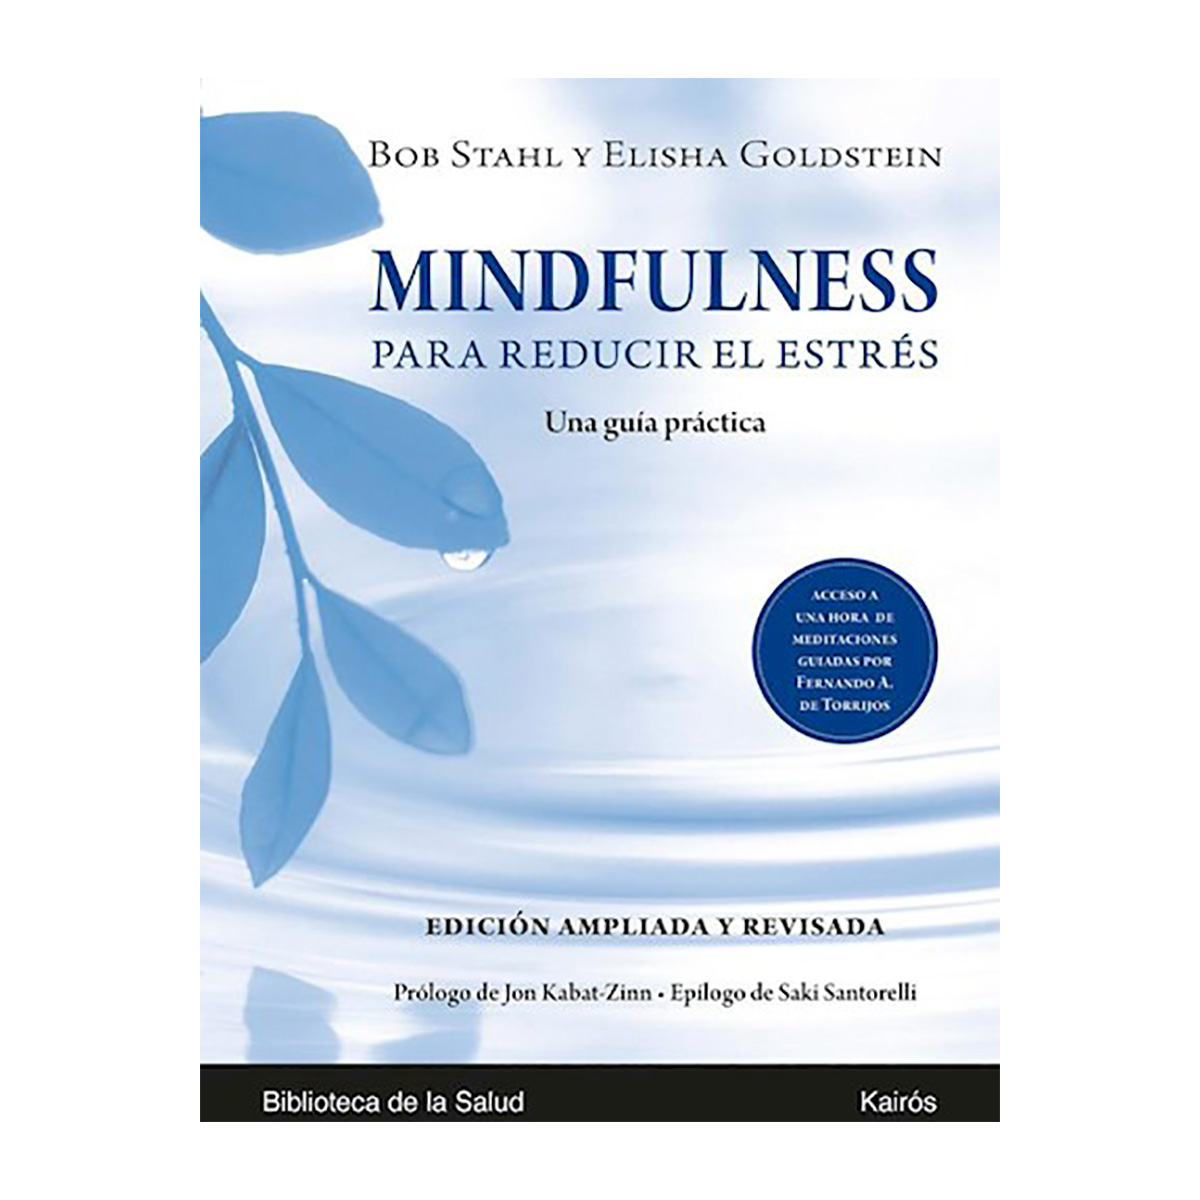 BOB STAHL Y ELISHA GOLDSTEIN
MINDFULNESS
PARA REDUCIR EL ESTRÉS
Una guía práctica
ACCESO A
UNA HORA DE
MEDITACIONES
GUIADAS POR
FERNANDO A.
DE TORRIJOS
EDICIÓN AMPLIADA Y REVISADA
Prólogo de Jon Kabat-Zinn • Epílogo de Saki Santorelli
Biblioteca de la Salud
Kairós